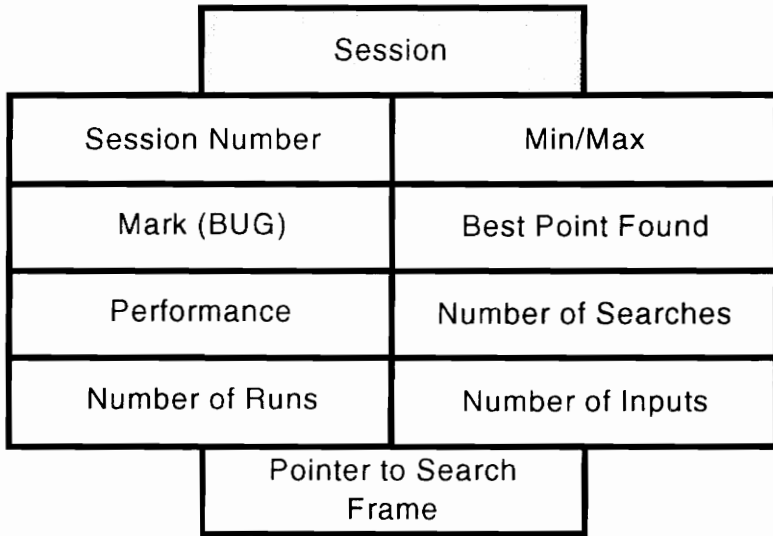 Session
Session Number
Min/Max
Mark (BUG)
Best Point Found
Performance
Number of Searches
Number of Runs
Number of Inputs
Pointer to Search
Frame